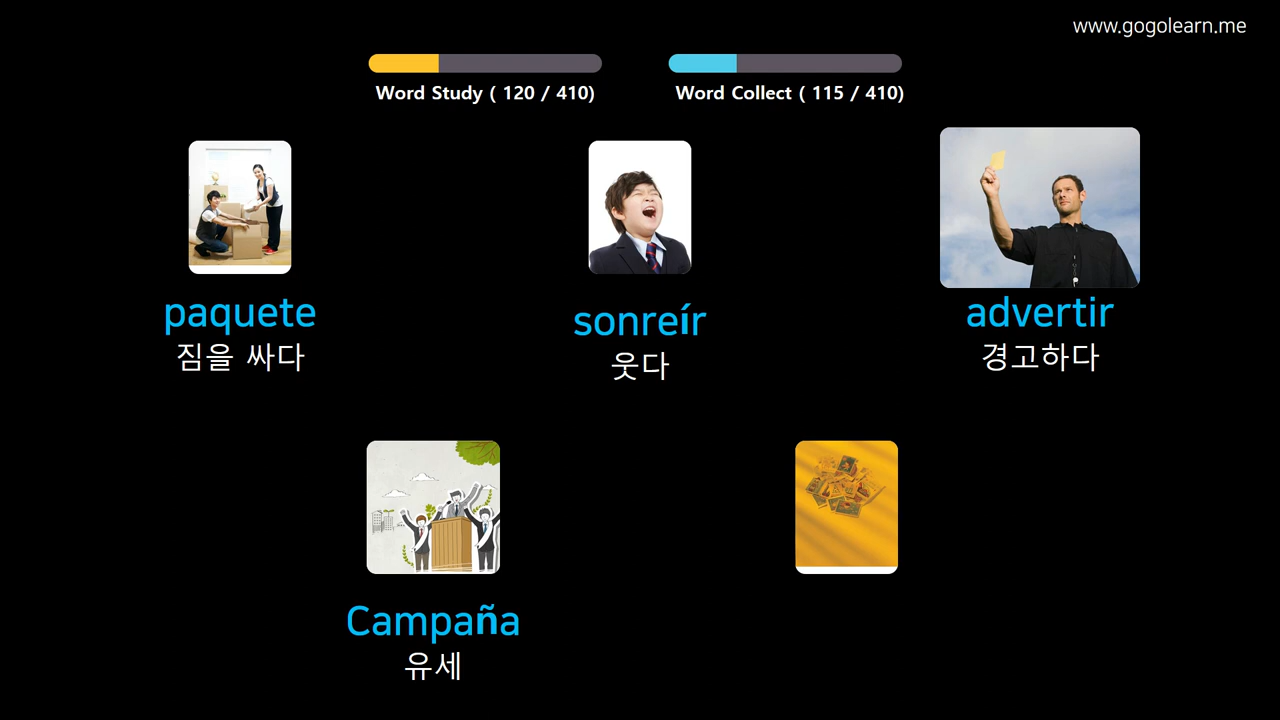 www.gogolearn.me
Word Study ( 120 / 410)
Word Collect ( 115 / 410)
paquete
짐을 싸다
sonreír
웃다
advertir
경고하다
Campaña
유세